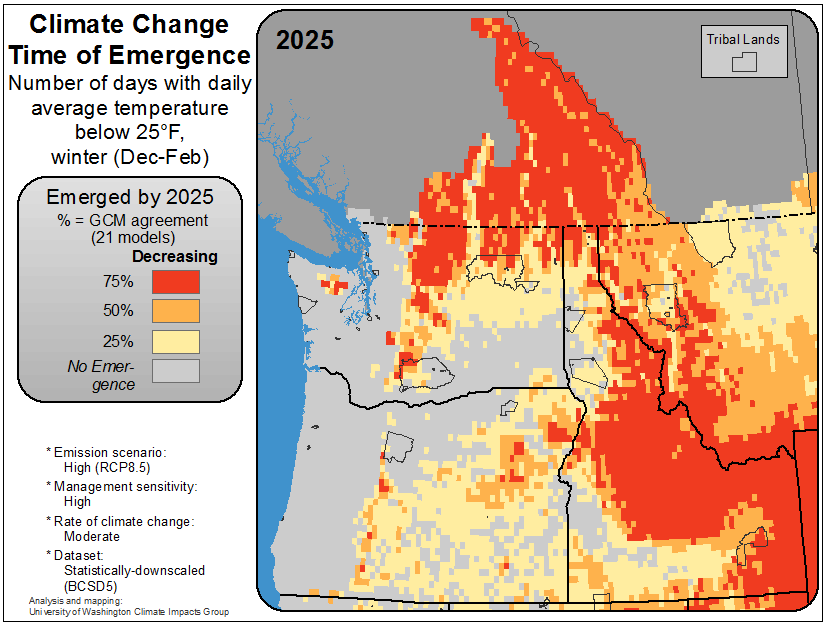 Climate Change
Time of Emergence
Number of days with daily
average temperature
below 25°F,
winter (Dec-Feb)
Emerged by 2025
% = GCM agreement
(21 models)
Decreasing
75%
50%
25%
No Emer-
gence
* Emission scenario:
High (RCP8.5)
* Management sensitivity:
High
* Rate of climate change:
Moderate
* Dataset:
Statistically-downscaled
(BCSD5)
Analysis and mapping:
University of Washington Climate Impacts Group
2025
Tribal Lands